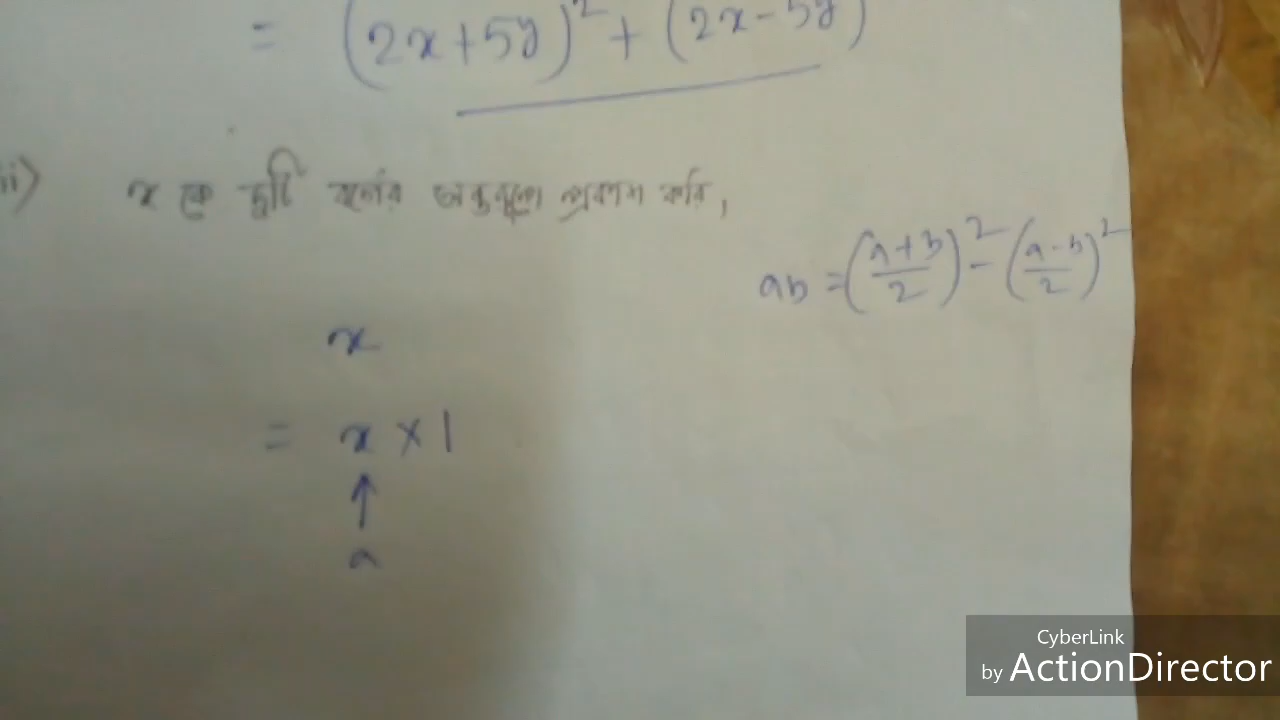 = (2x+5y)² + (2x-5y)
ii) x কে দুটি বর্গের অন্তররূপে প্রকাশ করি,
ab = (a+b/2)² - (a-b/2)²
x
= x × 1
↑
a
CyberLink
by ActionDirector